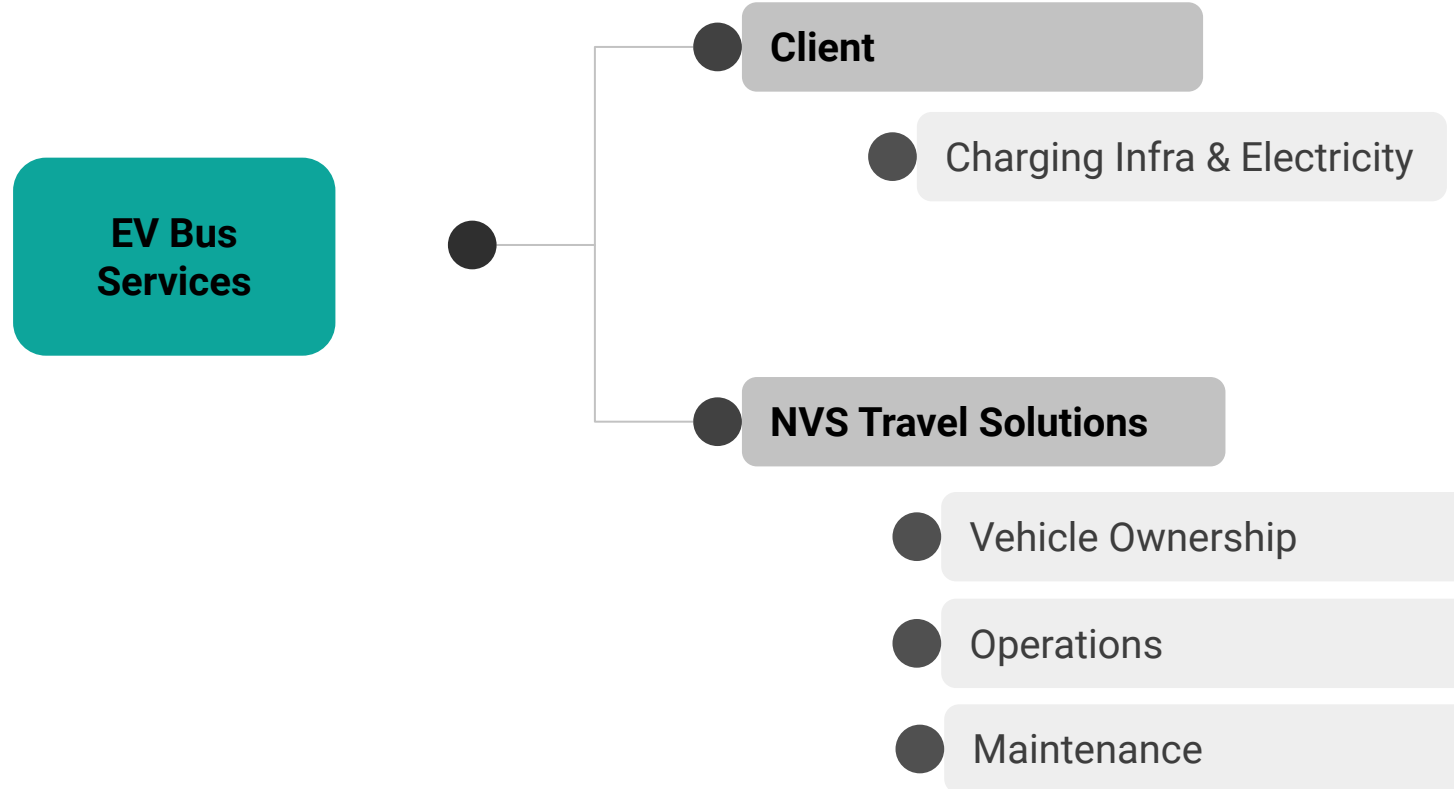 Client
Charging Infra & Electricity
EV Bus
Services
NVS Travel Solutions
Vehicle Ownership
Operations
Maintenance